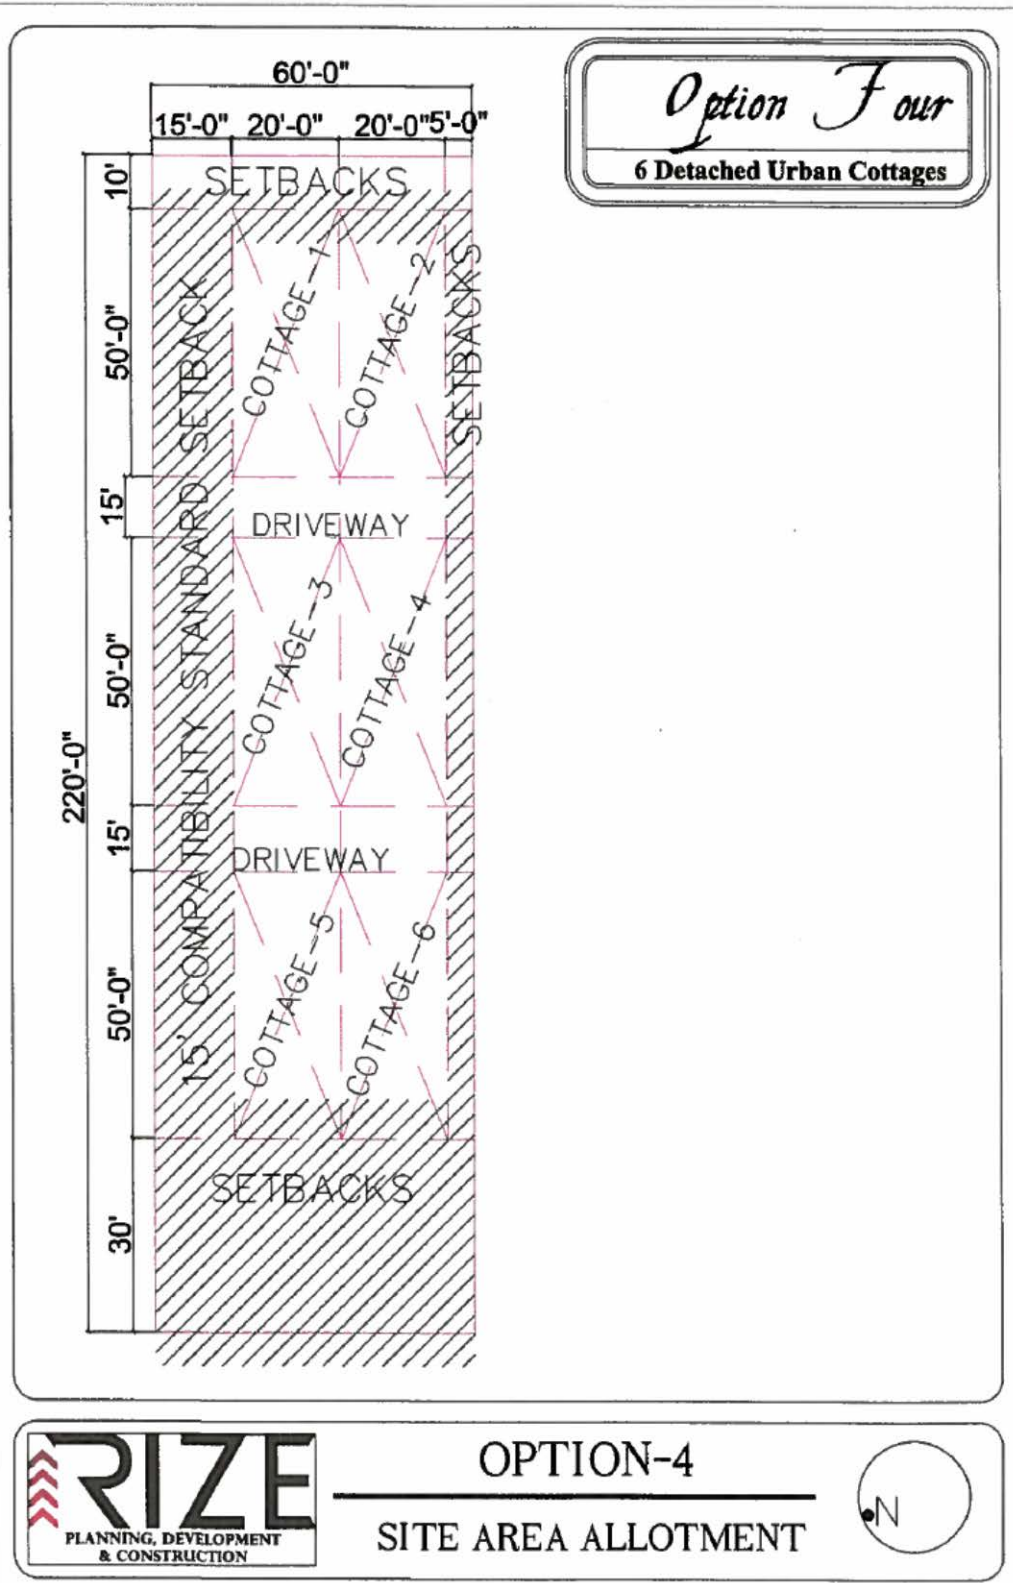 Option Four
6 Detached Urban Cottages
60'-0"
15'-0" 20'-0" 20'-0" 5'-0"
10'
SETBACKS
50'-0"
COTTAGE-1
COTTAGE-2
SETBACKS
15' COMPATIBILITY STANDARD SETBACK
15'
DRIVEWAY
50'-0"
COTTAGE-3
COTTAGE-4
220'-0"
15'
DRIVEWAY
50'-0"
COTTAGE-5
COTTAGE-6
SETBACKS
30'
RIZE
PLANNING, DEVELOPMENT
& CONSTRUCTION
OPTION-4
SITE AREA ALLOTMENT
N